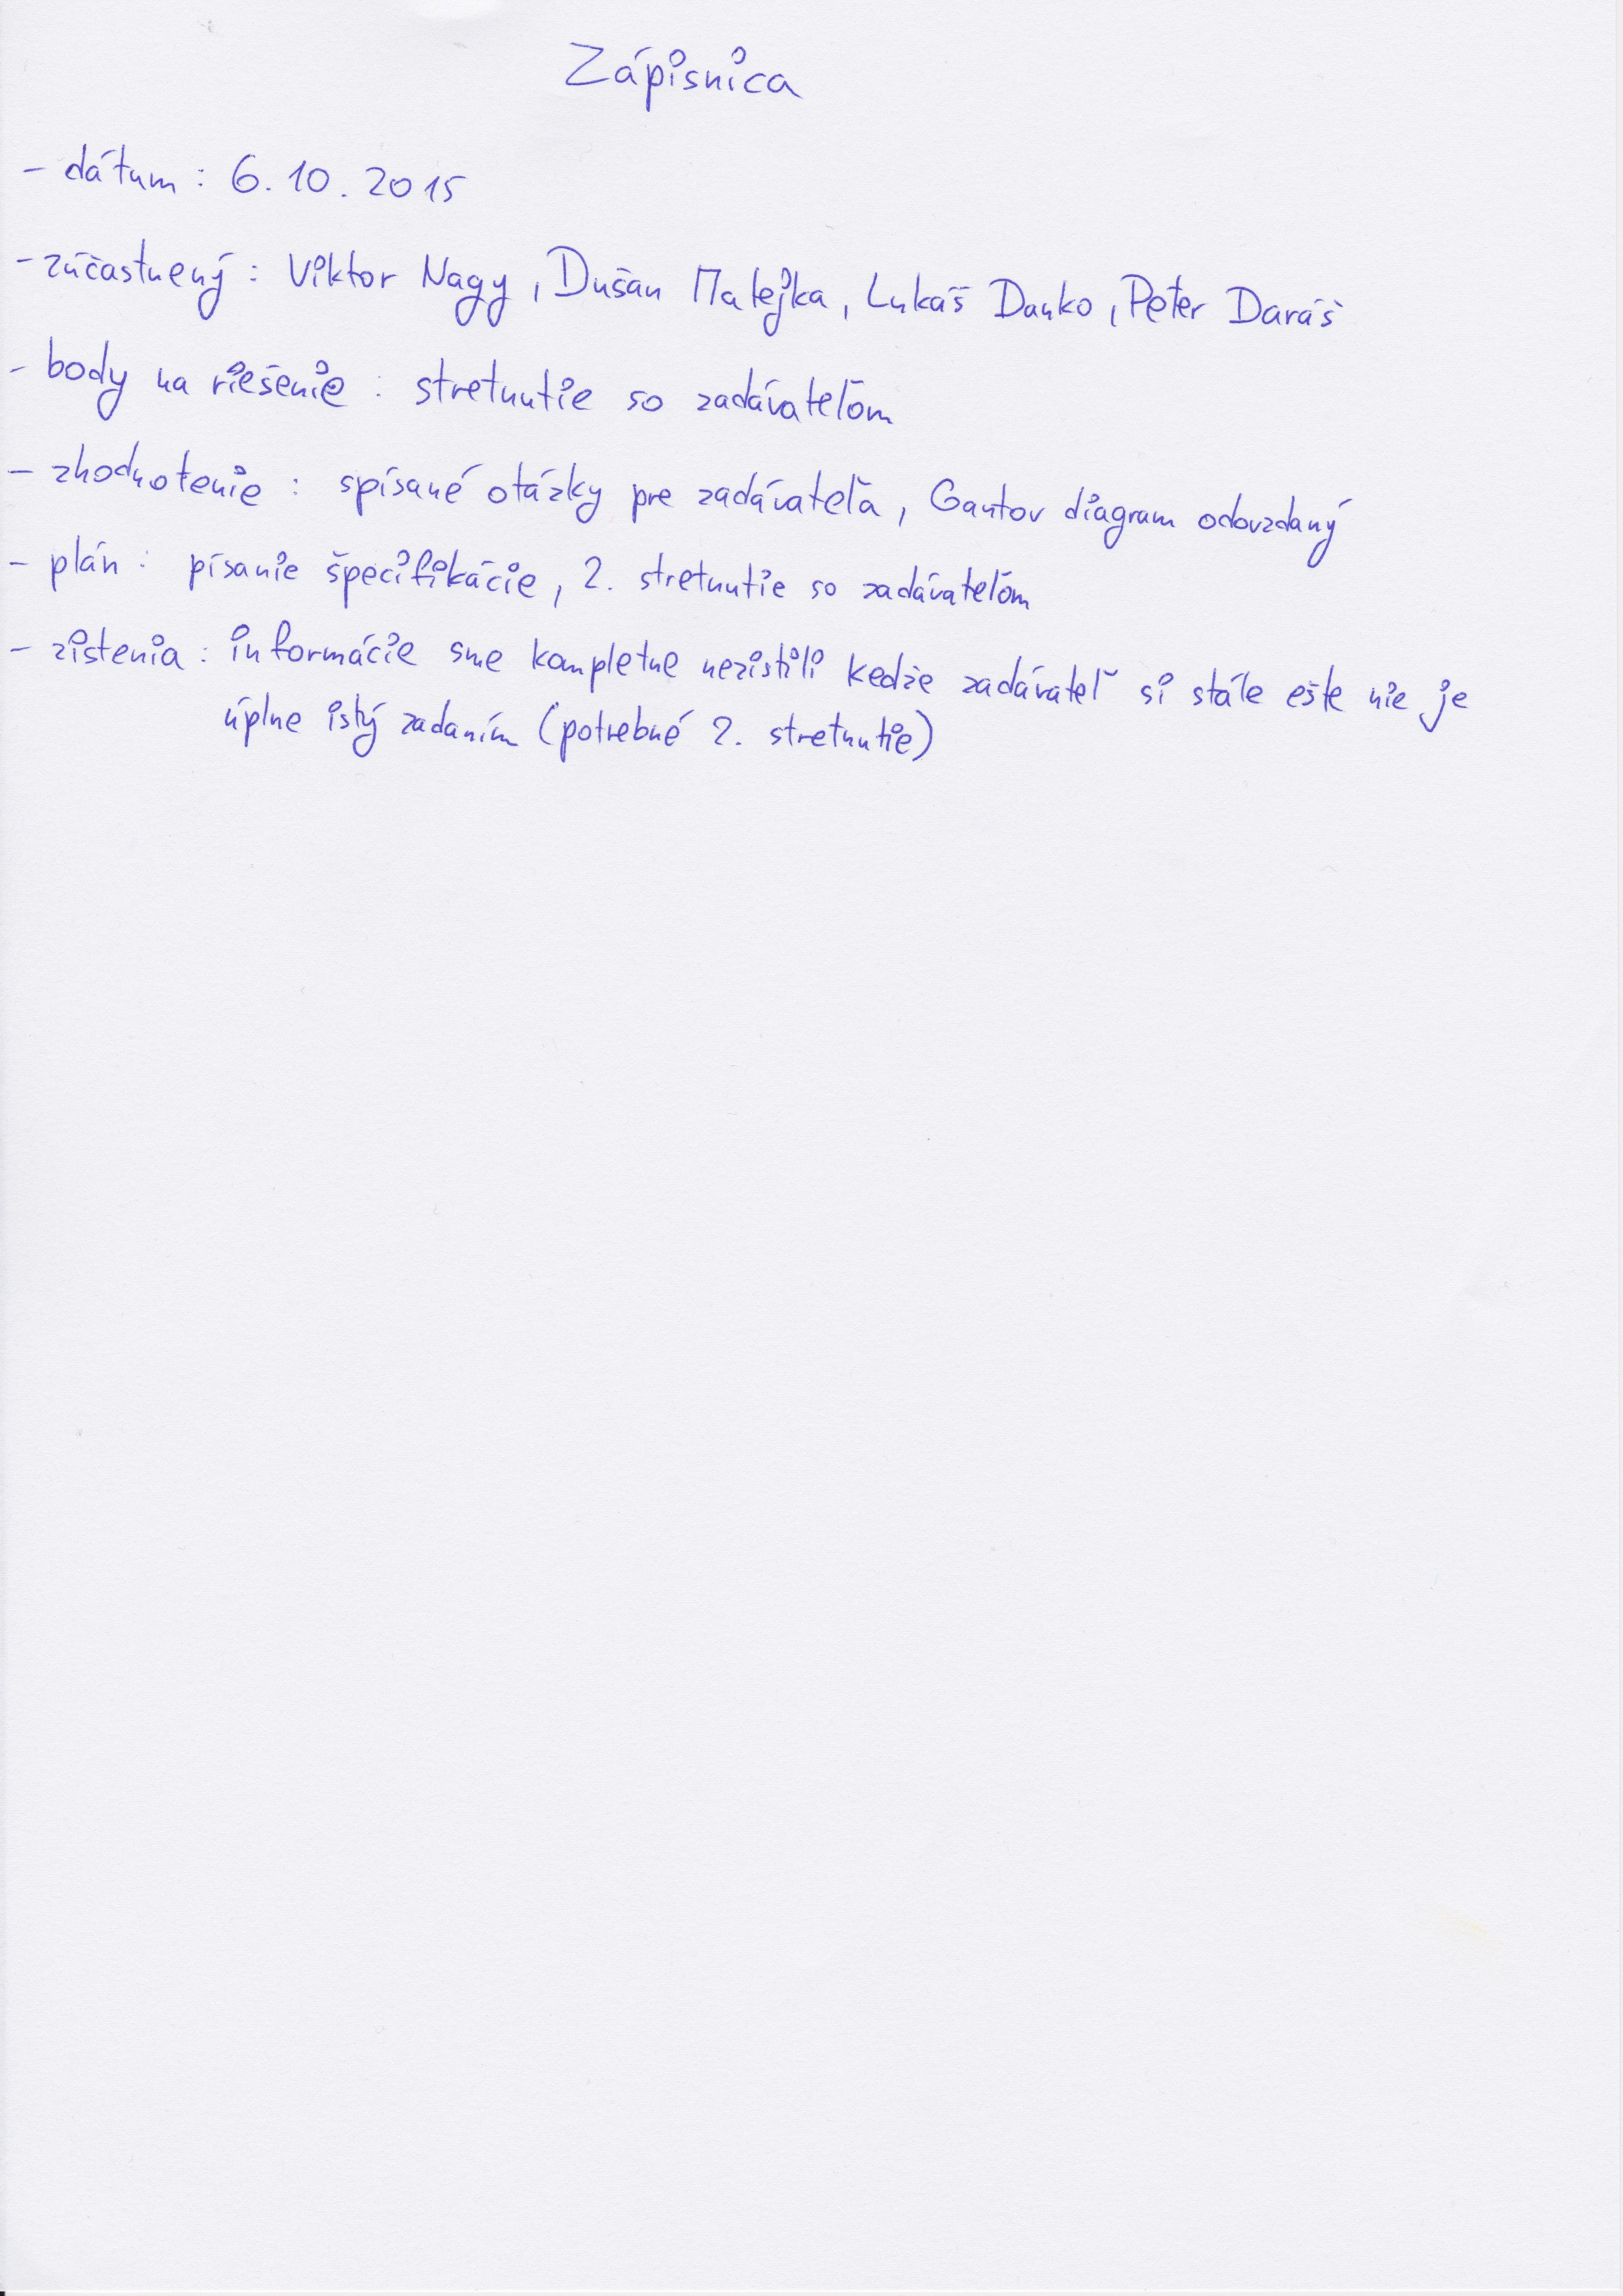 Zápisnica
- dátum : 6.10.2015
- zúčastnený : Viktor Nagy, Dušan Matejka, Lukáš Danko, Peter Daráš
- body na riešenie : stretnutie so zadávateľom
- zhodnotenie : spísané otázky pre zadávateľa, Gantov diagram odovzdaný
- plán : písanie špecifikácie, 2. stretnutie so zadávateľom
- zistenia : informácie sme kompletne nezistili kedže zadávateľ si stále ešte nie je
úplne istý zadaním (potrebné 2. stretnutie)